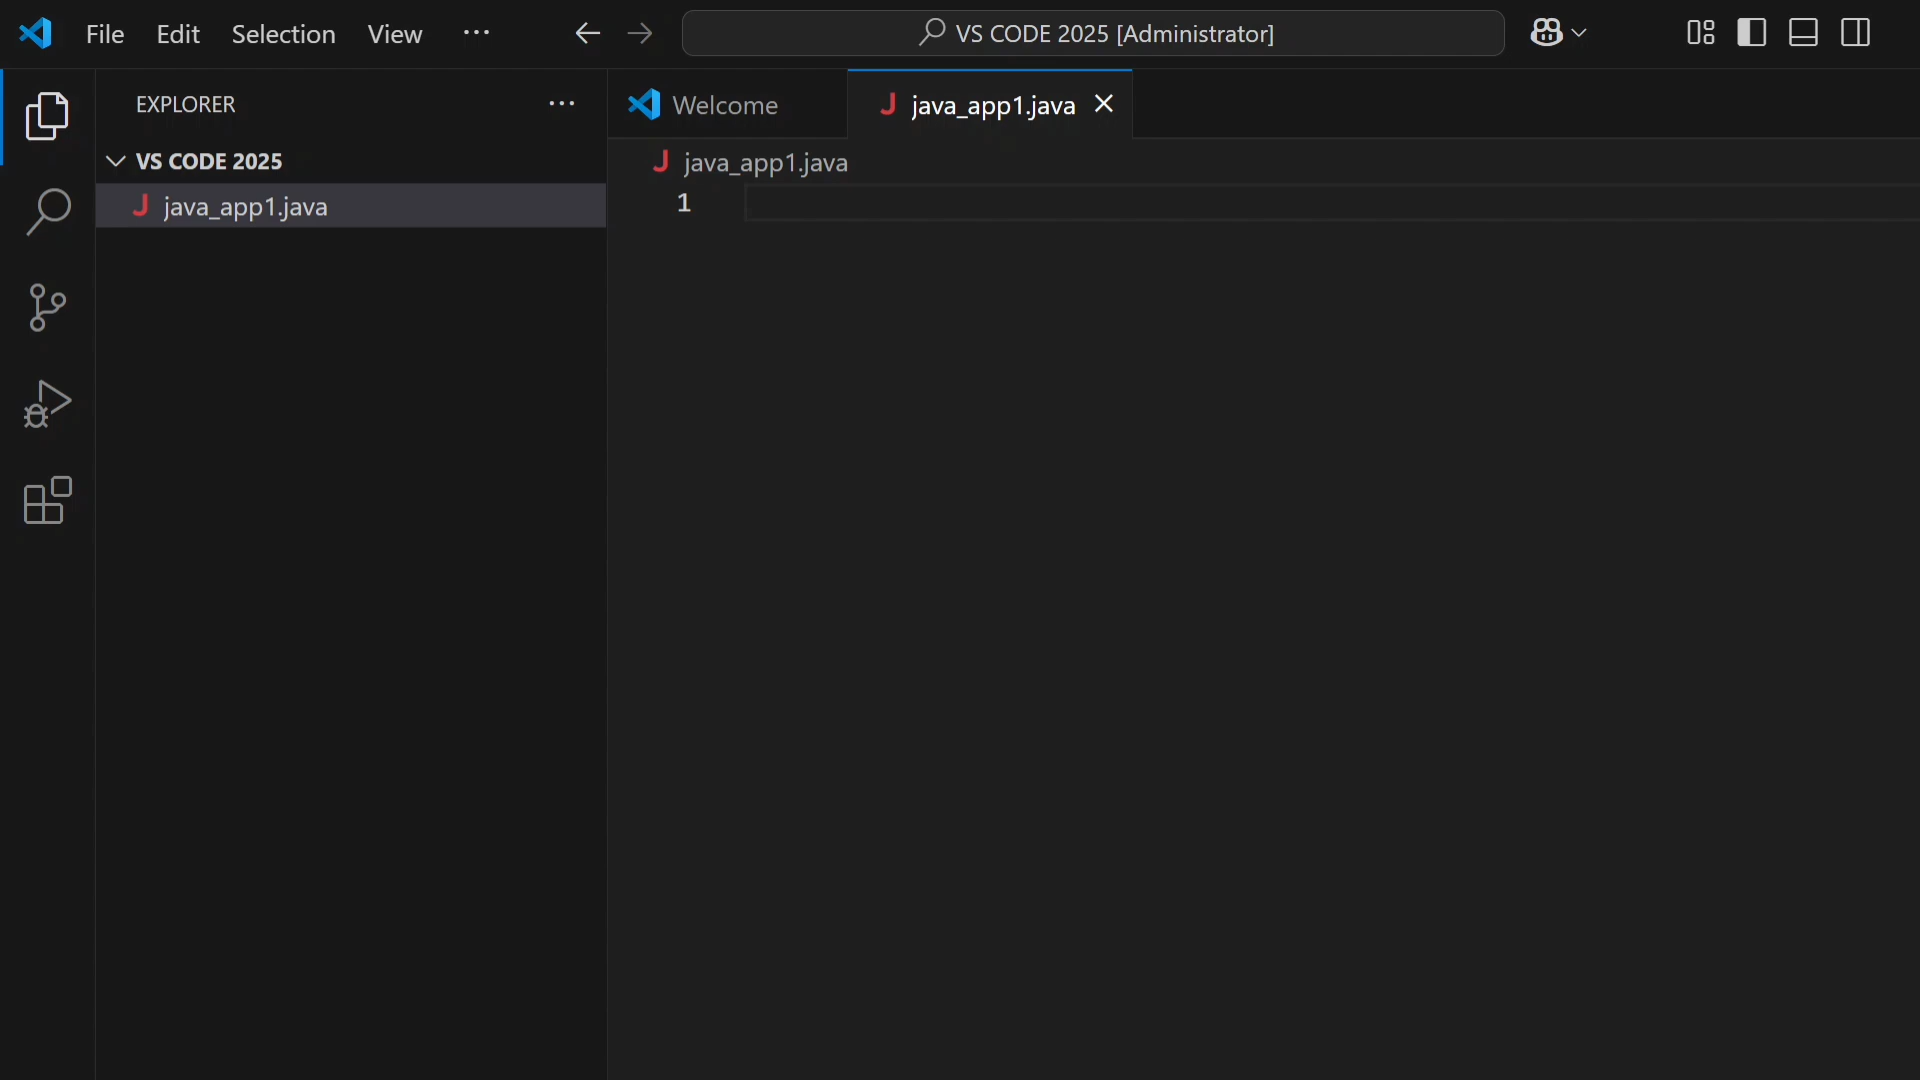 File Edit Selection View ··· VS CODE 2025 [Administrator]
EXPLORER ···
VS CODE 2025
java_app1.java
Welcome java_app1.java
java_app1.java
1